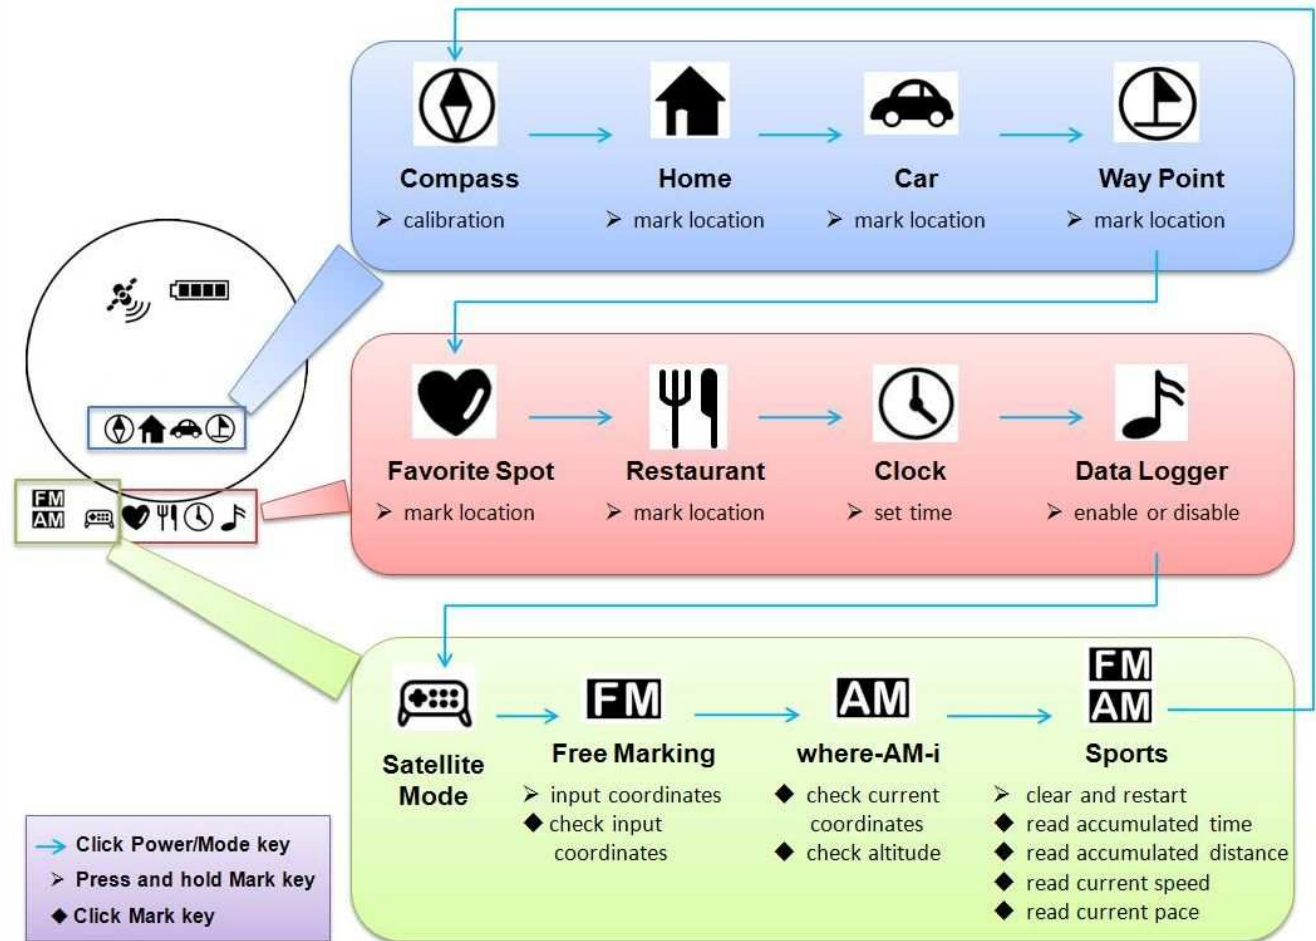 Compass
Home
Car
Way Point
➢ calibration
➢ mark location
➢ mark location
➢ mark location
FM
AM
Favorite Spot
Restaurant
Clock
Data Logger
➢ mark location
➢ mark location
➢ set time
➢ enable or disable
FM
AM
FM
AM
Satellite
Mode
Free Marking
where-AM-i
Sports
➢ input coordinates
◆ check input
coordinates
◆ check current
coordinates
◆ check altitude
➢ clear and restart
◆ read accumulated time
◆ read accumulated distance
◆ read current speed
◆ read current pace
→ Click Power/Mode key
➢ Press and hold Mark key
◆ Click Mark key